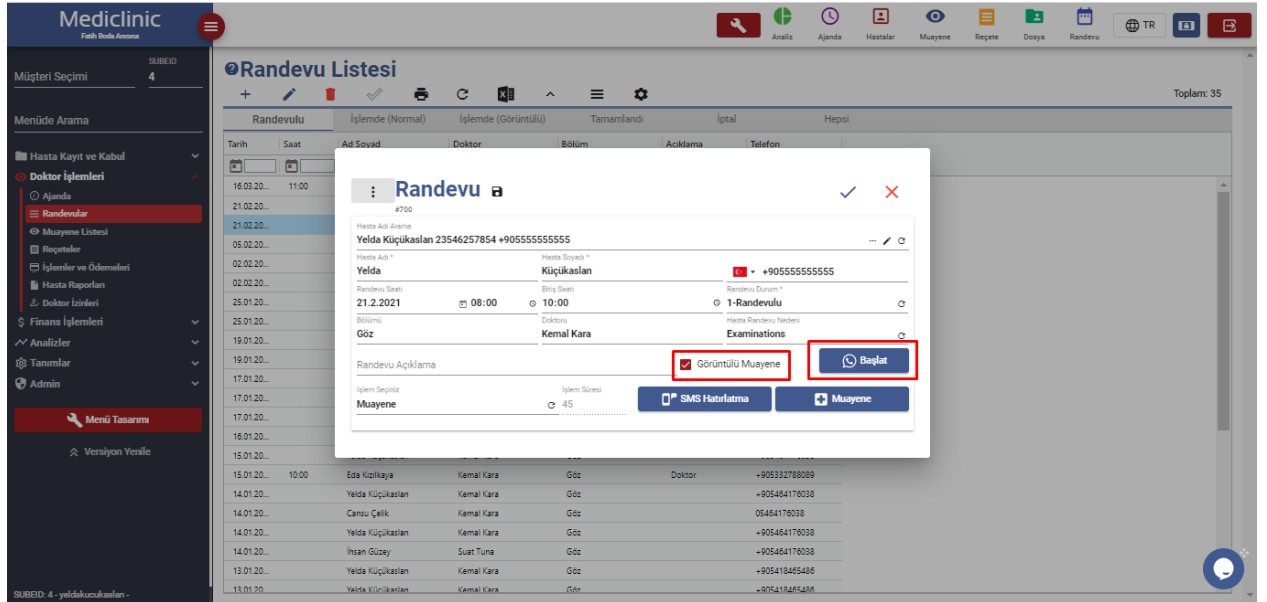 Mediclinic
Fatih Boda Arezna
Analiz Ajanda Hastalar Muayene Reçete Dosya Randevu
TR
Müşteri Seçimi
SUBEID
4
Menüde Arama
Hasta Kayıt ve Kabul
Doktor İşlemleri
Ajanda
Randevular
Muayene Listesi
Reçeteler
İşlemler ve Ödemeleri
Hasta Raporları
Doktor İzinleri
Finans İşlemleri
Analizler
Tanımlar
Admin
Menü Tasarımı
Versiyon Yenile
SUBEID: 4 - yeldakucukaslan -
Randevu Listesi
Toplam: 35
Randevulu İşlemde (Normal) İşlemde (Görüntülü) Tamamlandı İptal Hepsi
Tarih Saat Ad Soyad Doktor Bölüm Açıklama Telefon
16.03.20... 11:00
21.02.20...
21.02.20...
05.02.20...
02.02.20...
02.02.20...
25.01.20...
25.01.20...
19.01.20...
19.01.20...
17.01.20...
17.01.20...
17.01.20...
16.01.20...
15.01.20...
15.01.20... 10:00 Eda Kızılkaya Kemal Kara Göz Doktor +905332788089
14.01.20... Yelda Küçükaslan Kemal Kara Göz +905464176038
14.01.20... Cansu Çelik Kemal Kara Göz 05464176038
14.01.20... Yelda Küçükaslan Kemal Kara Göz +905464176038
14.01.20... İhsan Güzey Suat Tuna Göz +905464176038
13.01.20... Yelda Küçükaslan Kemal Kara Göz +905418465486
13.01.20... Yelda Küçükaslan Kemal Kara Göz +905418465486
Randevu
#700
Hasta Adı Arama
Yelda Küçükaslan 23546257854 +905555555555
Hasta Adı * Hasta Soyadı *
Yelda Küçükaslan +905555555555
Randevu Saati Bitiş Saati Randevu Durum *
21.2.2021 08:00 10:00 1-Randevulu
Bölümü Doktoru Hasta Randevu Nedeni
Göz Kemal Kara Examinations
Randevu Açıklama Görüntülü Muayene Başlat
İşlem Seçiniz İşlem Süresi
Muayene 45
SMS Hatırlatma Muayene